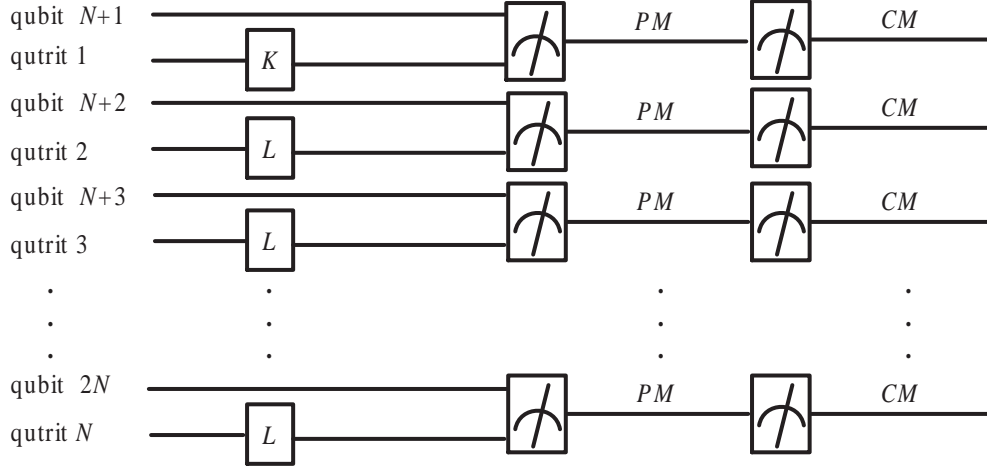 qubit N+1 PM CM
qutrit 1 K
qubit N+2 PM CM
qutrit 2 L
qubit N+3 PM CM
qutrit 3 L
qubit 2N PM CM
qutrit N L